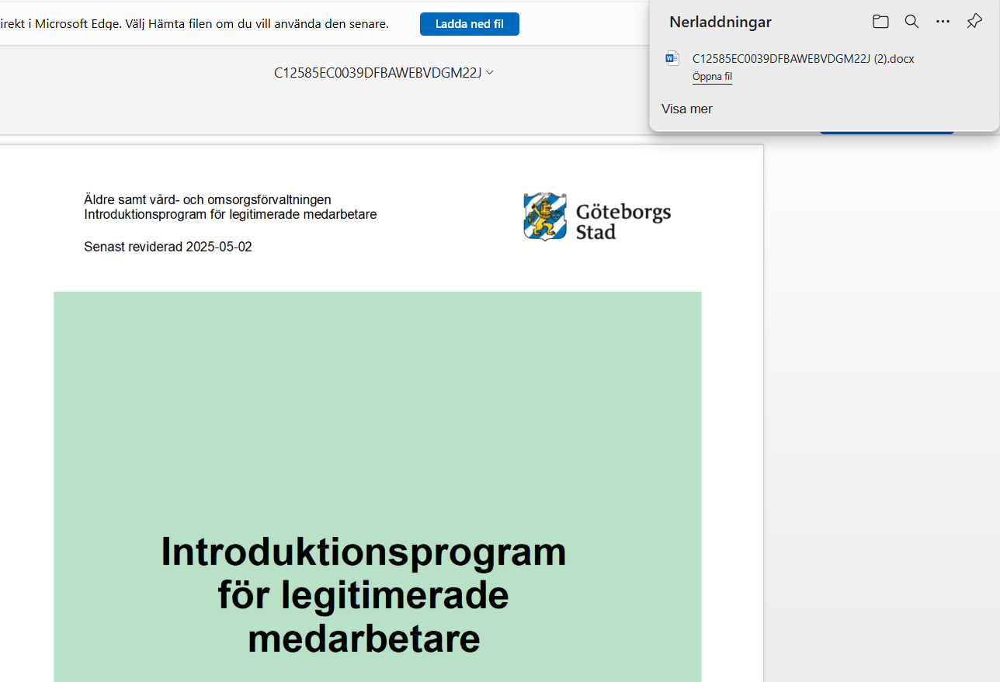 irekt i Microsoft Edge. Välj Hämta filen om du vill använda den senare.
Ladda ned fil
Nerladdningar
C12585EC0039DFBAWEBVDGM22J (2).docx
Öppna fil
Visa mer
C12585EC0039DFBAWEBVDGM22J
Äldre samt vård- och omsorgsförvaltningen
Introduktionsprogram för legitimerade medarbetare
Senast reviderad 2025-05-02
Göteborgs
Stad
Introduktionsprogram
för legitimerade
medarbetare